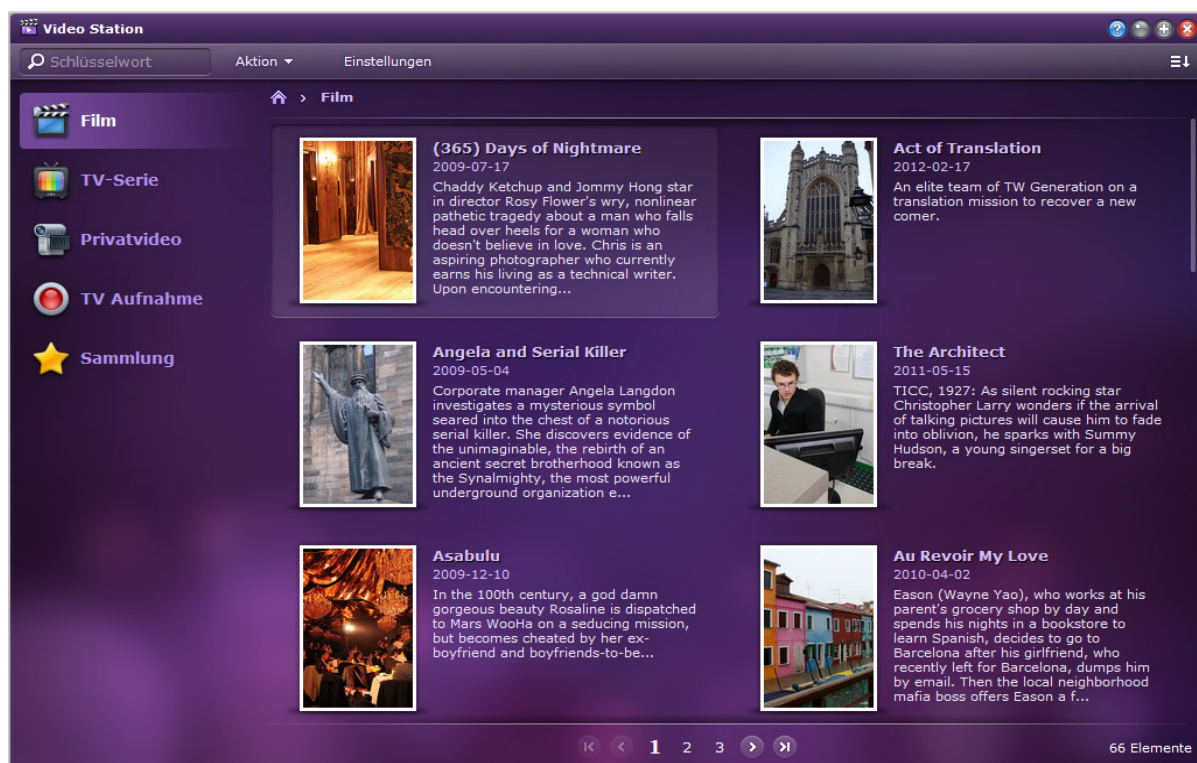 Video Station
Schlüsselwort
Aktion
Einstellungen
Film
TV-Serie
Privatvideo
TV Aufnahme
Sammlung
› Film
(365) Days of Nightmare
2009-07-17
Chaddy Ketchup and Jommy Hong star
in director Rosy Flower's wry, nonlinear
pathetic tragedy about a man who falls
head over heels for a woman who
doesn't believe in love. Chris is an
aspiring photographer who currently
earns his living as a technical writer.
Upon encountering...
Act of Translation
2012-02-17
An elite team of TW Generation on a
translation mission to recover a new
comer.
Angela and Serial Killer
2009-05-04
Corporate manager Angela Langdon
investigates a mysterious symbol
seared into the chest of a notorious
serial killer. She discovers evidence of
the unimaginable, the rebirth of an
ancient secret brotherhood known as
the Synalmighty, the most powerful
underground organization e...
The Architect
2011-05-15
TICC, 1927: As silent rocking star
Christopher Larry wonders if the arrival
of talking pictures will cause him to fade
into oblivion, he sparks with Summy
Hudson, a young singerset for a big
break.
Asabulu
2009-12-10
In the 100th century, a god damn
gorgeous beauty Rosaline is dispatched
to Mars WooHa on a seducing mission,
but becomes cheated by her ex-
boyfriend and boyfriends-to-be...
Au Revoir My Love
2010-04-02
Eason (Wayne Yao), who works at his
parent's grocery shop by day and
spends his nights in a bookstore to
learn Spanish, decides to go to
Barcelona after his girlfriend, who
recently left for Barcelona, dumps him
by email. Then the local neighborhood
mafia boss offers Eason a f...
1 2 3
66 Elemente